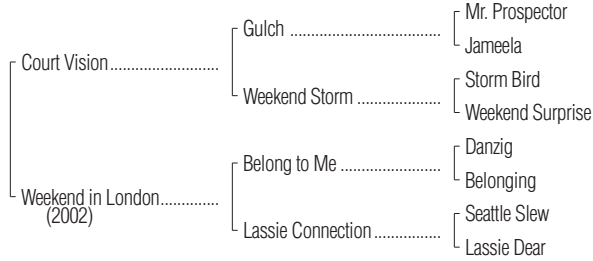 Mr. Prospector
Gulch ................................
Jameela
Court Vision.......................
Storm Bird
Weekend Storm .................
Weekend Surprise
Danzig
Belong to Me .....................
Belonging
Weekend in London..............
(2002)
Seattle Slew
Lassie Connection ..............
Lassie Dear